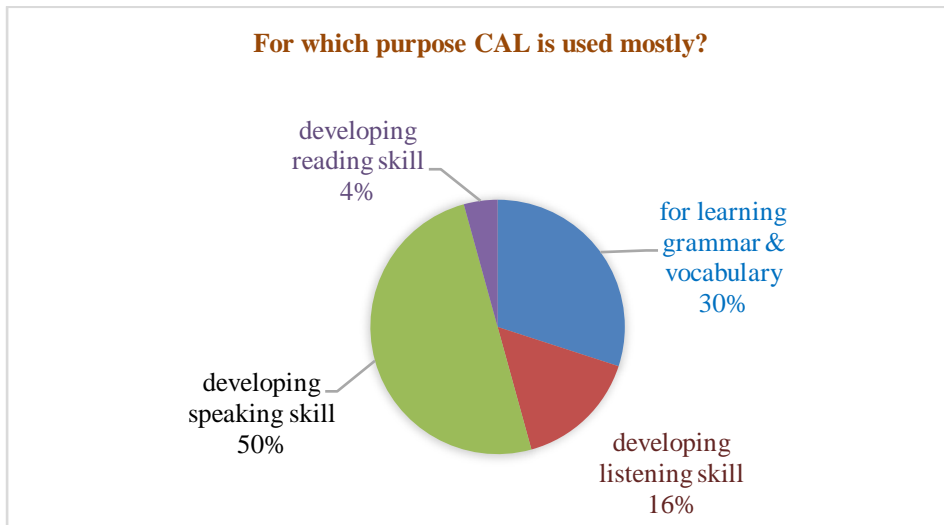 For which purpose CAL is used mostly?
developing
reading skill
4%
for learning
grammar &
vocabulary
30%
developing
speaking skill
50%
developing
listening skill
16%